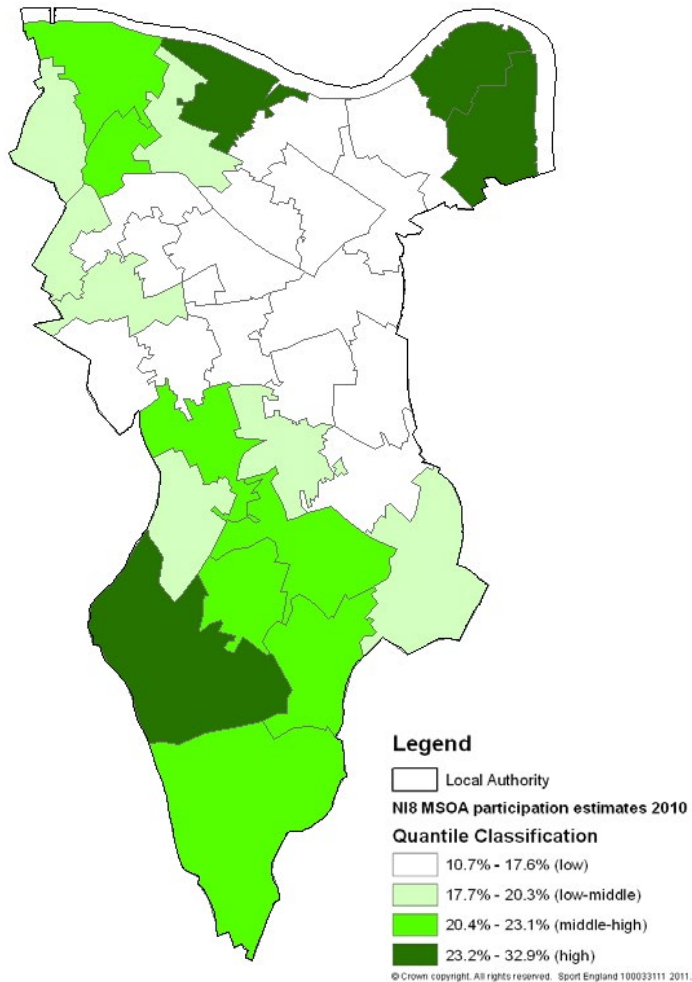 Legend
Local Authority
NI8 MSOA participation estimates 2010
Quantile Classification
10.7% - 17.6% (low)
17.7% - 20.3% (low-middle)
20.4% - 23.1% (middle-high)
23.2% - 32.9% (high)
© Crown copyright. All rights reserved. Sport England 100033111 2011.